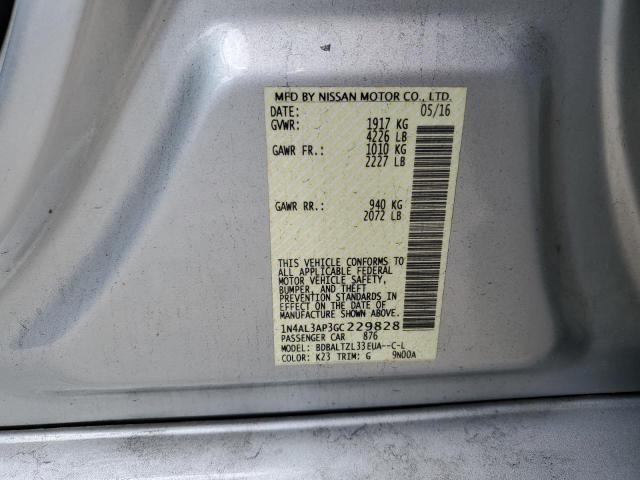 MFD BY NISSAN MOTOR CO., LTD.
DATE: 05/16
GVWR: 1917 KG
4226 LB
GAWR FR.: 1010 KG
2227 LB
GAWR RR.: 940 KG
2072 LB
THIS VEHICLE CONFORMS TO
ALL APPLICABLE FEDERAL
MOTOR VEHICLE SAFETY,
BUMPER, AND THEFT
PREVENTION STANDARDS IN
EFFECT ON THE DATE OF
MANUFACTURE SHOWN ABOVE.
1N4AL3AP3GC229828
PASSENGER CAR 876
MODEL: BDBALTZL33EUA--C-L
COLOR: K23 TRIM: G 9N00A